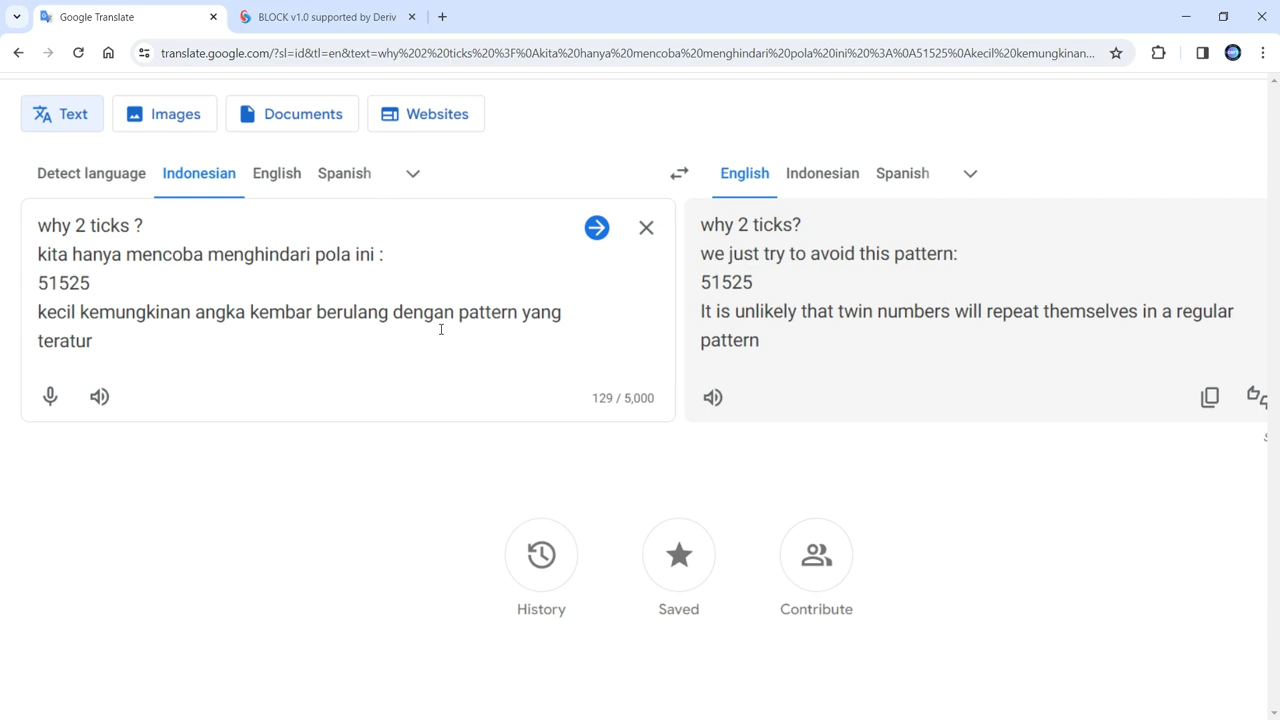 Google Translate
BLOCK v1.0 supported by Deriv
translate.google.com/?sl=id&tl=en&text=why%202%20ticks%20%3F%0Akita%20hanya%20mencoba%20menghindari%20pola%20ini%20%3A%0A51525%0Akecil%20kemungkinan...
Text
Images
Documents
Websites
Detect language
Indonesian
English
Spanish
English
Indonesian
Spanish
why 2 ticks ?
kita hanya mencoba menghindari pola ini :
51525
kecil kemungkinan angka kembar berulang dengan pattern yang
teratur
129 / 5,000
why 2 ticks?
we just try to avoid this pattern:
51525
It is unlikely that twin numbers will repeat themselves in a regular
pattern
History
Saved
Contribute